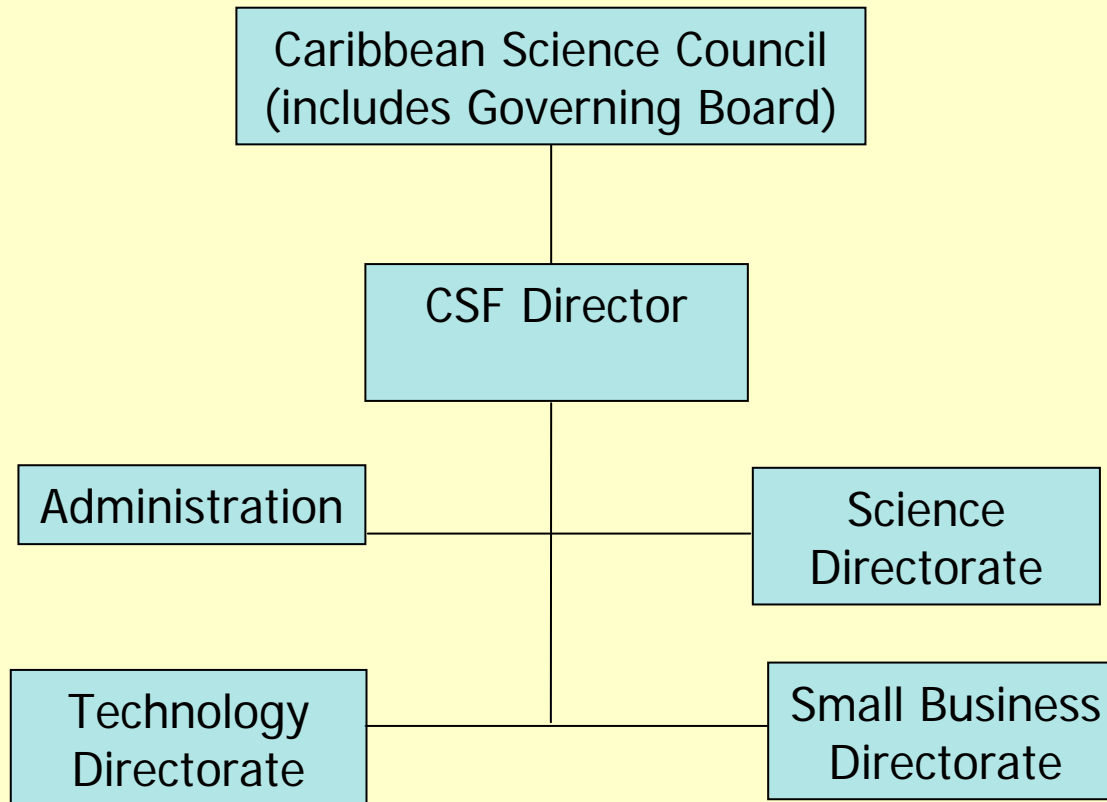 Caribbean Science Council
(includes Governing Board)
CSF Director
Administration
Science
Directorate
Technology
Directorate
Small Business
Directorate